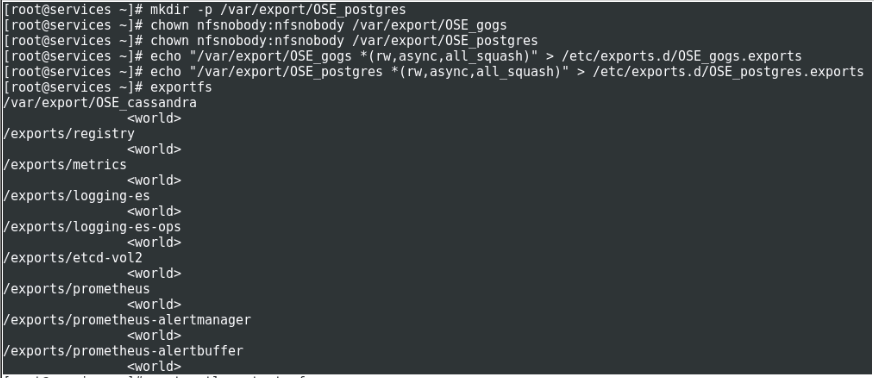 [root@services ~]# mkdir -p /var/export/OSE_postgres
[root@services ~]# chown nfsnobody:nfsnobody /var/export/OSE_gogs
[root@services ~]# chown nfsnobody:nfsnobody /var/export/OSE_postgres
[root@services ~]# echo "/var/export/OSE_gogs *(rw,async,all_squash)" > /etc/exports.d/OSE_gogs.exports
[root@services ~]# echo "/var/export/OSE_postgres *(rw,async,all_squash)" > /etc/exports.d/OSE_postgres.exports
[root@services ~]# exportfs
/var/export/OSE_cassandra
<world>
/exports/registry
<world>
/exports/metrics
<world>
/exports/logging-es
<world>
/exports/logging-es-ops
<world>
/exports/etcd-vol2
<world>
/exports/prometheus
<world>
/exports/prometheus-alertmanager
<world>
/exports/prometheus-alertbuffer
<world>